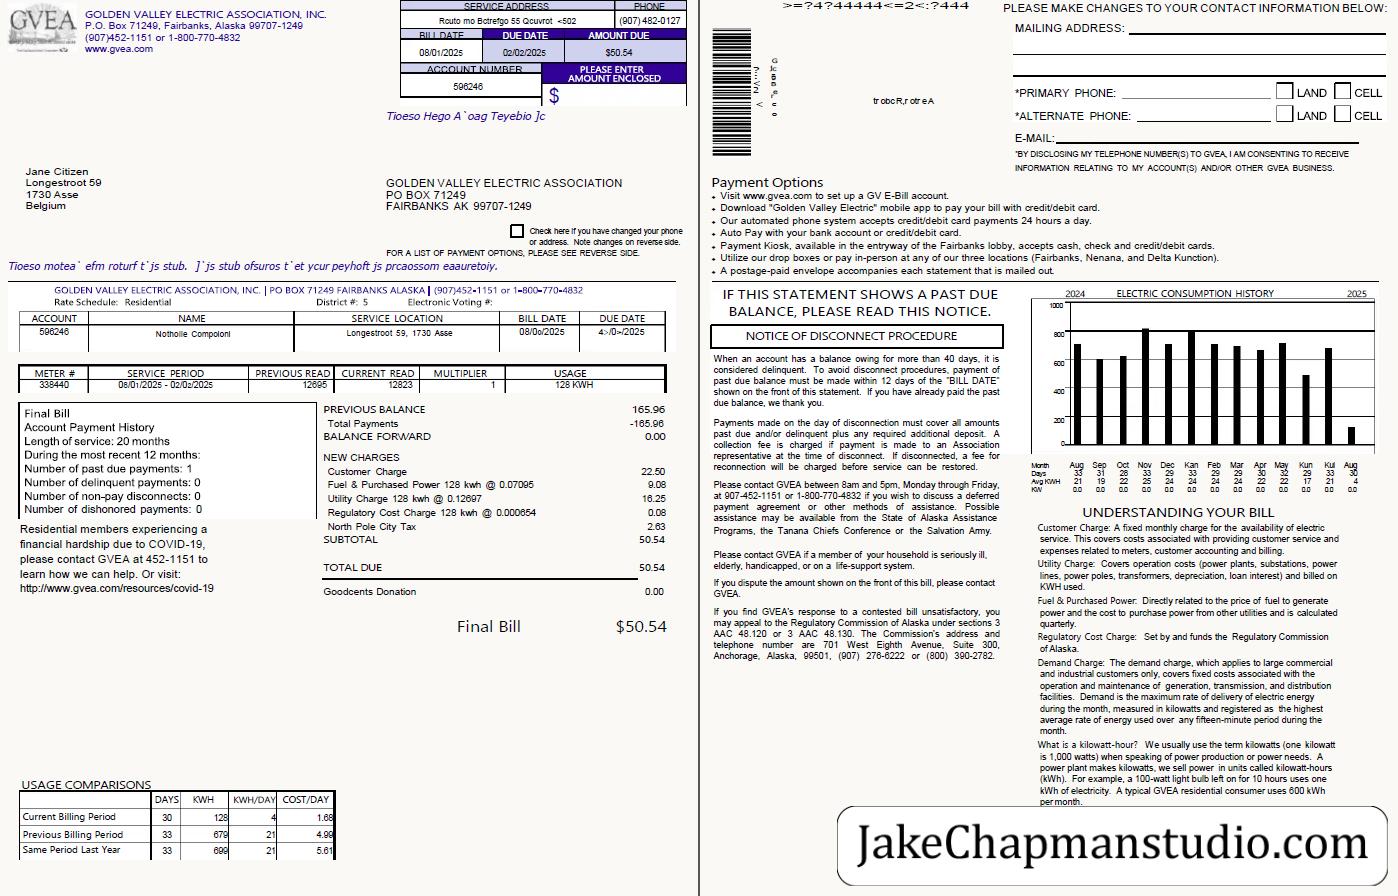 GVEA
GOLDEN VALLEY ELECTRIC ASSOCIATION, INC.
P.O. Box 71249, Fairbanks, Alaska 99707-1249
(907)452-1151 or 1-800-770-4832
www.gvea.com
SERVICE ADDRESS PHONE
Rcuto mo Bctrefgo 55 Qcuvrot <502 (907) 482-0127
BILL DATE DUE DATE AMOUNT DUE
08/01/2025 02/02/2025 $50.54
ACCOUNT NUMBER PLEASE ENTER
AMOUNT ENCLOSED
596246 $
Tioeso Hego A`oag Teyebio ]c
Jane Citizen
Longestroot 59
1730 Asse
Belgium
GOLDEN VALLEY ELECTRIC ASSOCIATION
PO BOX 71249
FAIRBANKS AK 99707-1249
Check here if you have changed your phone
or address. Note changes on reverse side.
FOR A LIST OF PAYMENT OPTIONS, PLEASE SEE REVERSE SIDE.
Tioeso motea` efm roturf t`js stub. ]`js stub ofsuros t`et ycur peyhoft js prcaossom eaauretoiy.
GOLDEN VALLEY ELECTRIC ASSOCIATION, INC. | PO BOX 71249 FAIRBANKS ALASKA | (907)452-1151 or 1-800-770-4832
Rate Schedule: Residential District #: 5 Electronic Voting #:
ACCOUNT NAME SERVICE LOCATION BILL DATE DUE DATE
596246 Notholle Compoloni Longestroot 59, 1730 Asse 08/0o/2025 4>/0>/2025
METER # SERVICE PERIOD PREVIOUS READ CURRENT READ MULTIPLIER USAGE
338440 08/01/2025 - 02/02/2025 12695 12823 1 128 KWH
Final Bill
Account Payment History
Length of service: 20 months
During the most recent 12 months:
Number of past due payments: 1
Number of delinquent payments: 0
Number of non-pay disconnects: 0
Number of dishonored payments: 0
Residential members experiencing a
financial hardship due to COVID-19,
please contact GVEA at 452-1151 to
learn how we can help. Or visit:
http://www.gvea.com/resources/covid-19
PREVIOUS BALANCE 165.96
Total Payments -165.96
BALANCE FORWARD 0.00
NEW CHARGES
Customer Charge 22.50
Fuel & Purchased Power 128 kwh @ 0.07095 9.08
Utility Charge 128 kwh @ 0.12697 16.25
Regulatory Cost Charge 128 kwh @ 0.000654 0.08
North Pole City Tax 2.63
SUBTOTAL 50.54
TOTAL DUE 50.54
Goodcents Donation 0.00
Final Bill $50.54
USAGE COMPARISONS
DAYS KWH KWH/DAY COST/DAY
Current Billing Period 30 128 4 1.68
Previous Billing Period 33 679 21 4.99
Same Period Last Year 33 699 21 5.61
>=?4?44444<=2<:?444
tr obc R,r otr e A
PLEASE MAKE CHANGES TO YOUR CONTACT INFORMATION BELOW:
MAILING ADDRESS:
*PRIMARY PHONE: LAND CELL
*ALTERNATE PHONE: LAND CELL
E-MAIL:
*BY DISCLOSING MY TELEPHONE NUMBER(S) TO GVEA, I AM CONSENTING TO RECEIVE
INFORMATION RELATING TO MY ACCOUNT(S) AND/OR OTHER GVEA BUSINESS.
Payment Options
Visit www.gvea.com to set up a GV E-Bill account.
Download "Golden Valley Electric" mobile app to pay your bill with credit/debit card.
Our automated phone system accepts credit/debit card payments 24 hours a day.
Auto Pay with your bank account or credit/debit card.
Payment Kiosk, available in the entryway of the Fairbanks lobby, accepts cash, check and credit/debit cards.
Utilize our drop boxes or pay in-person at any of our three locations (Fairbanks, Nenana, and Delta Kunction).
A postage-paid envelope accompanies each statement that is mailed out.
IF THIS STATEMENT SHOWS A PAST DUE
BALANCE, PLEASE READ THIS NOTICE.
NOTICE OF DISCONNECT PROCEDURE
When an account has a balance owing for more than 40 days, it is
considered delinquent. To avoid disconnect procedures, payment of
past due balance must be made within 12 days of the "BILL DATE"
shown on the front of this statement. If you have already paid the past
due balance, we thank you.
Payments made on the day of disconnection must cover all amounts
past due and/or delinquent plus any required additional deposit. A
collection fee is charged if payment is made to an Association
representative at the time of disconnect. If disconnected, a fee for
reconnection will be charged before service can be restored.
Please contact GVEA between 8am and 5pm, Monday through Friday,
at 907-452-1151 or 1-800-770-4832 if you wish to discuss a deferred
payment agreement or other methods of assistance. Possible
assistance may be available from the State of Alaska Assistance
Programs, the Tanana Chiefs Conference or the Salvation Army.
Please contact GVEA if a member of your household is seriously ill,
elderly, handicapped, or on a life-support system.
If you dispute the amount shown on the front of this bill, please contact
GVEA.
If you find GVEA's response to a contested bill unsatisfactory, you
may appeal to the Regulatory Commission of Alaska under sections 3
AAC 48.120 or 3 AAC 48.130. The Commission's address and
telephone number are 701 West Eighth Avenue, Suite 300,
Anchorage, Alaska, 99501, (907) 276-6222 or (800) 390-2782.
2024 ELECTRIC CONSUMPTION HISTORY 2025
1000
800
600
400
200
0
Month Aug Sep Oct Nov Dec Kan Feb Mar Apr May Kun Kul Aug
Days 33 31 28 33 29 33 29 29 30 32 29 33 30
Avg KWH 21 19 22 25 24 24 24 24 22 22 17 21 4
KW 0.0 0.0 0.0 0.0 0.0 0.0 0.0 0.0 0.0 0.0 0.0 0.0 0.0
UNDERSTANDING YOUR BILL
Customer Charge: A fixed monthly charge for the availability of electric
service. This covers costs associated with providing customer service and
expenses related to meters, customer accounting and billing.
Utility Charge: Covers operation costs (power plants, substations, power
lines, power poles, transformers, depreciation, loan interest) and billed on
KWH used.
Fuel & Purchased Power: Directly related to the price of fuel to generate
power and the cost to purchase power from other utilities and is calculated
quarterly.
Regulatory Cost Charge: Set by and funds the Regulatory Commission
of Alaska.
Demand Charge: The demand charge, which applies to large commercial
and industrial customers only, covers fixed costs associated with the
operation and maintenance of generation, transmission, and distribution
facilities. Demand is the maximum rate of delivery of electric energy
during the month, measured in kilowatts and registered as the highest
average rate of energy used over any fifteen-minute period during the
month.
What is a kilowatt-hour? We usually use the term kilowatts (one kilowatt
is 1,000 watts) when speaking of power production or power needs. A
power plant makes kilowatts, we sell power in units called kilowatt-hours
(kWh). For example, a 100-watt light bulb left on for 10 hours uses one
kWh of electricity. A typical GVEA residential consumer uses 600 kWh
per month.
JakeChapmanstudio.com